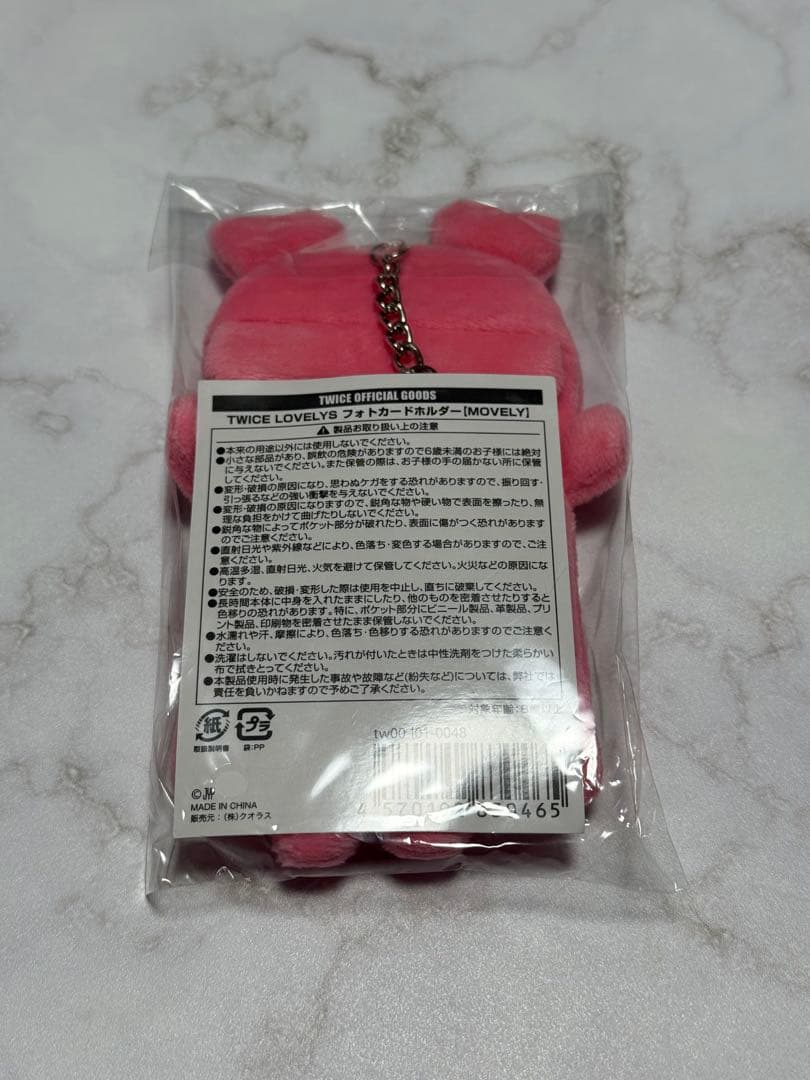 TWICE OFFICIAL GOODS
TWICE LOVELYS フォトカードホルダー【MOVELY】
⚠ 製品お取り扱い上の注意
●本来の用途以外には使用しないでください。
●小さな部品があり、誤飲の危険がありますので6歳未満のお子様には絶対
に与えないでください。また保管の際は、お子様の手の届かない所に保管
してください。
●変形・破損の原因になり、思わぬケガをする恐れがありますので、振り回す・
引っ張るなどの強い衝撃を与えないでください。
●変形・破損の原因になりますので、鋭角な物や硬い物で表面を擦ったり、無
理な負担をかけて曲げたりしないでください。
●鋭角な物によってポケット部分が破れたり、表面に傷がつく恐れがあります
のでご注意ください。
●直射日光や紫外線などにより、色落ち・変色する場合がありますので、ご注
意ください。
●高温多湿、直射日光、火気を避けて保管してください。火災などの原因にな
ります。
●安全のため、破損・変形した際は使用を中止し、直ちに破棄してください。
●長時間本体に中身を入れたままにしたり、他のものを密着させたりすると
色移りの恐れがあります。特に、ポケット部分にビニール製品、革製品、プリ
ント製品、印刷物を密着させたまま保管しないでください。
●水濡れや汗、摩擦により、色落ち・色移りする恐れがありますのでご注意く
ださい。
●洗濯はしないでください。汚れが付いたときは中性洗剤をつけた柔らかい
布で拭きとってください。
●本製品使用時に発生した事故や故障など(紛失など)については、弊社では
責任を負いかねますので予めご了承ください。
対象年齢:6歳以上
紙 プラ
取扱説明書 袋:PP
tw00 01-0048
©JYP
MADE IN CHINA
販売元:(株)クオラス
4 5701 9465